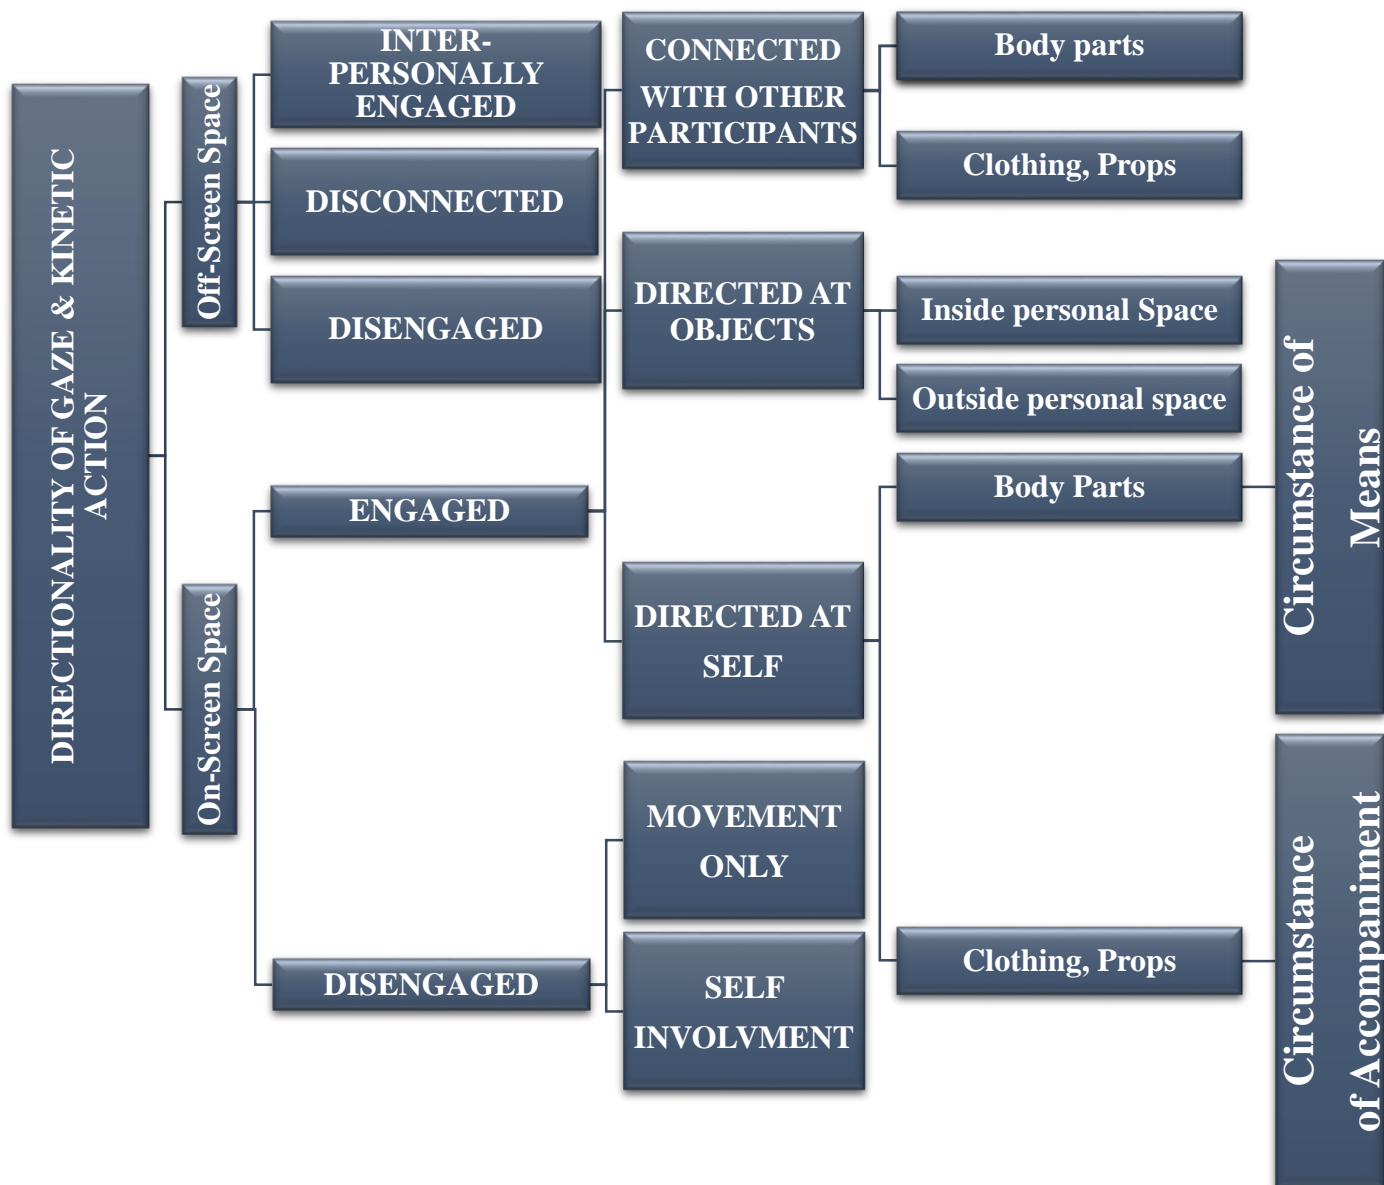 DIRECTIONALITY OF GAZE & KINETIC
ACTION
Off-Screen Space
On-Screen Space
INTER-
PERSONALLY
ENGAGED
DISCONNECTED
DISENGAGED
ENGAGED
DISENGAGED
CONNECTED
WITH OTHER
PARTICIPANTS
DIRECTED AT
OBJECTS
DIRECTED AT
SELF
MOVEMENT
ONLY
SELF
INVOLVMENT
Body parts
Clothing, Props
Inside personal Space
Outside personal space
Body Parts
Clothing, Props
Circumstance of
Means
Circumstance
of Accompaniment